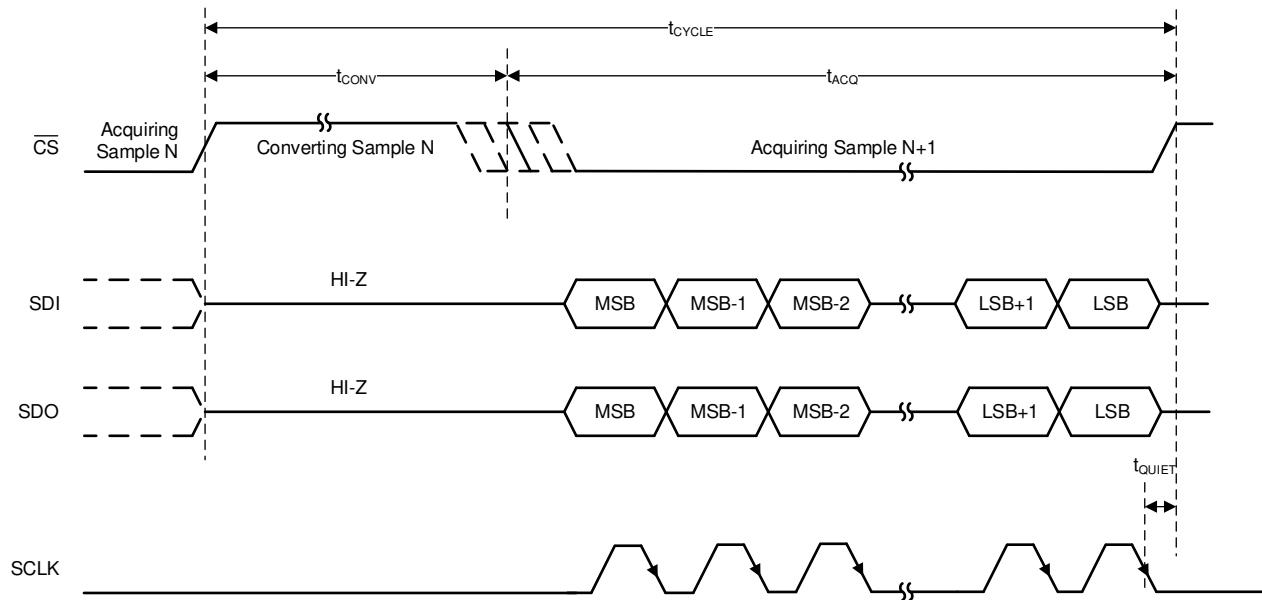 tCYCLE
tCONV
tACQ
CS
Acquiring
Sample N
Converting Sample N
Acquiring Sample N+1
HI-Z
SDI
MSB
MSB-1
MSB-2
LSB+1
LSB
HI-Z
SDO
MSB
MSB-1
MSB-2
LSB+1
LSB
tQUIET
SCLK